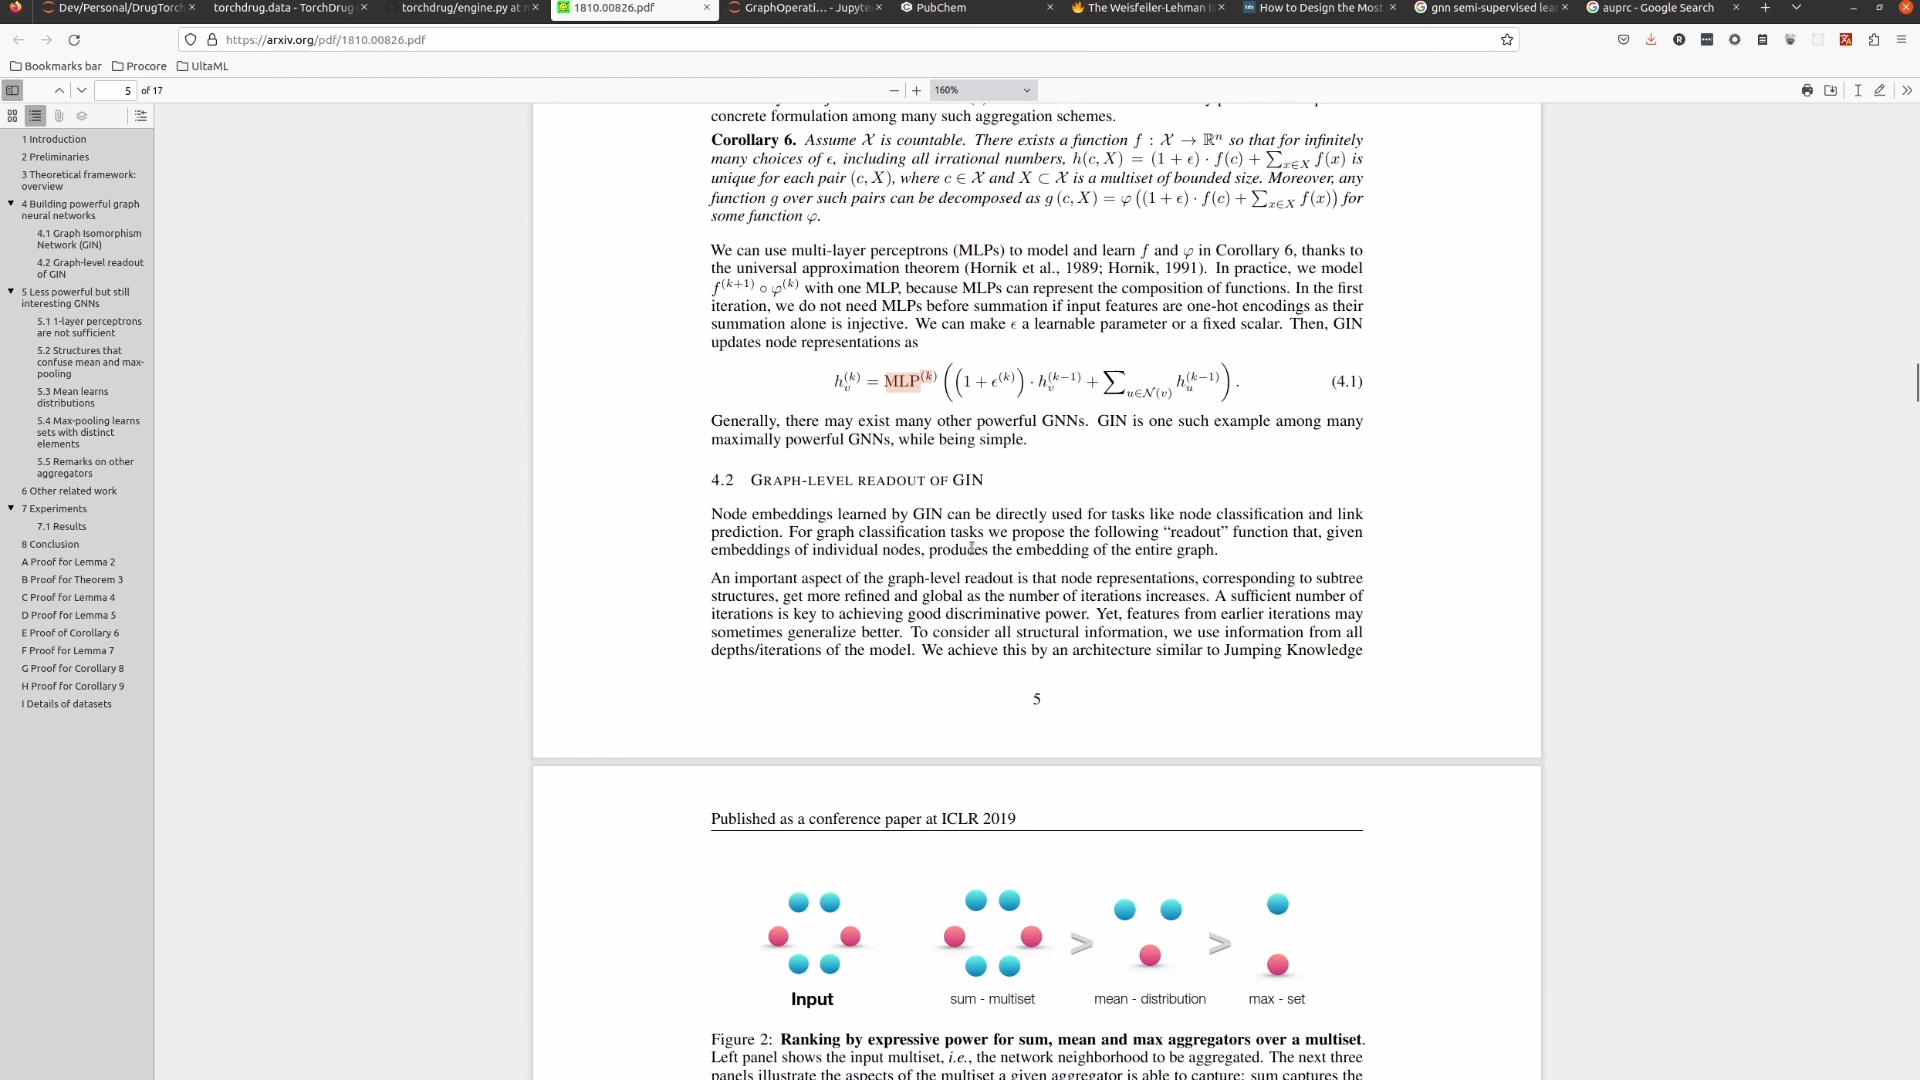 Dev/Personal/DrugTorch
torchdrug.data - TorchDrug
torchdrug/engine.py at m
1810.00826.pdf
GraphOperati... - Jupyte
PubChem
The Weisfeiler-Lehman Is
How to Design the Most
gnn semi-supervised lea
auprc - Google Search
https://arxiv.org/pdf/1810.00826.pdf
Bookmarks bar
Procore
UltaML
5 of 17
160%
1 Introduction
2 Preliminaries
3 Theoretical framework:
overview
4 Building powerful graph
neural networks
4.1 Graph Isomorphism
Network (GIN)
4.2 Graph-level readout
of GIN
5 Less powerful but still
interesting GNNs
5.1 1-layer perceptrons
are not sufficient
5.2 Structures that
confuse mean and max-
pooling
5.3 Mean learns
distributions
5.4 Max-pooling learns
sets with distinct
elements
5.5 Remarks on other
aggregators
6 Other related work
7 Experiments
7.1 Results
8 Conclusion
A Proof for Lemma 2
B Proof for Theorem 3
C Proof for Lemma 4
D Proof for Lemma 5
E Proof of Corollary 6
F Proof for Lemma 7
G Proof for Corollary 8
H Proof for Corollary 9
I Details of datasets
concrete formulation among many such aggregation schemes.
Corollary 6. Assume 𝒳 is countable. There exists a function f : 𝒳 → ℝⁿ so that for infinitely
many choices of ϵ, including all irrational numbers, h(c, X) = (1 + ϵ) · f(c) + ∑_{x∈X} f(x) is
unique for each pair (c, X), where c ∈ 𝒳 and X ⊂ 𝒳 is a multiset of bounded size. Moreover, any
function g over such pairs can be decomposed as g (c, X) = φ ((1 + ϵ) · f(c) + ∑_{x∈X} f(x)) for
some function φ.
We can use multi-layer perceptrons (MLPs) to model and learn f and φ in Corollary 6, thanks to
the universal approximation theorem (Hornik et al., 1989; Hornik, 1991). In practice, we model
f^{(k+1)} ∘ φ^{(k)} with one MLP, because MLPs can represent the composition of functions. In the first
iteration, we do not need MLPs before summation if input features are one-hot encodings as their
summation alone is injective. We can make ϵ a learnable parameter or a fixed scalar. Then, GIN
updates node representations as
h_v^{(k)} = MLP^{(k)} ((1 + ϵ^{(k)}) · h_v^{(k−1)} + ∑_{u∈𝒩(v)} h_u^{(k−1)}). (4.1)
Generally, there may exist many other powerful GNNs. GIN is one such example among many
maximally powerful GNNs, while being simple.
4.2 GRAPH-LEVEL READOUT OF GIN
Node embeddings learned by GIN can be directly used for tasks like node classification and link
prediction. For graph classification tasks we propose the following “readout” function that, given
embeddings of individual nodes, produces the embedding of the entire graph.
An important aspect of the graph-level readout is that node representations, corresponding to subtree
structures, get more refined and global as the number of iterations increases. A sufficient number of
iterations is key to achieving good discriminative power. Yet, features from earlier iterations may
sometimes generalize better. To consider all structural information, we use information from all
depths/iterations of the model. We achieve this by an architecture similar to Jumping Knowledge
5
Published as a conference paper at ICLR 2019
> >
Input
sum - multiset
mean - distribution
max - set
Figure 2: Ranking by expressive power for sum, mean and max aggregators over a multiset.
Left panel shows the input multiset, i.e., the network neighborhood to be aggregated. The next three
panels illustrate the aspects of the multiset a given aggregator is able to capture: sum captures the